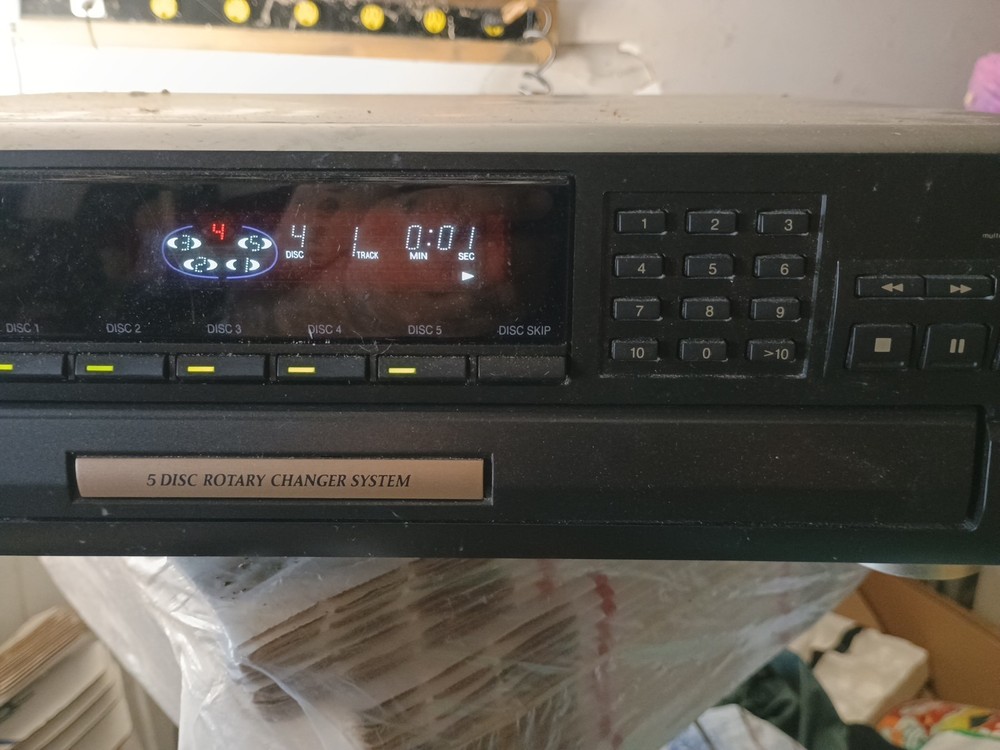 4
3 5
2 1
4 DISC
1 TRACK
0:01
MIN SEC
DISC 1 DISC 2 DISC 3 DISC 4 DISC 5 DISC SKIP
1 2 3
4 5 6
7 8 9
10 0 >10
5 DISC ROTARY CHANGER SYSTEM